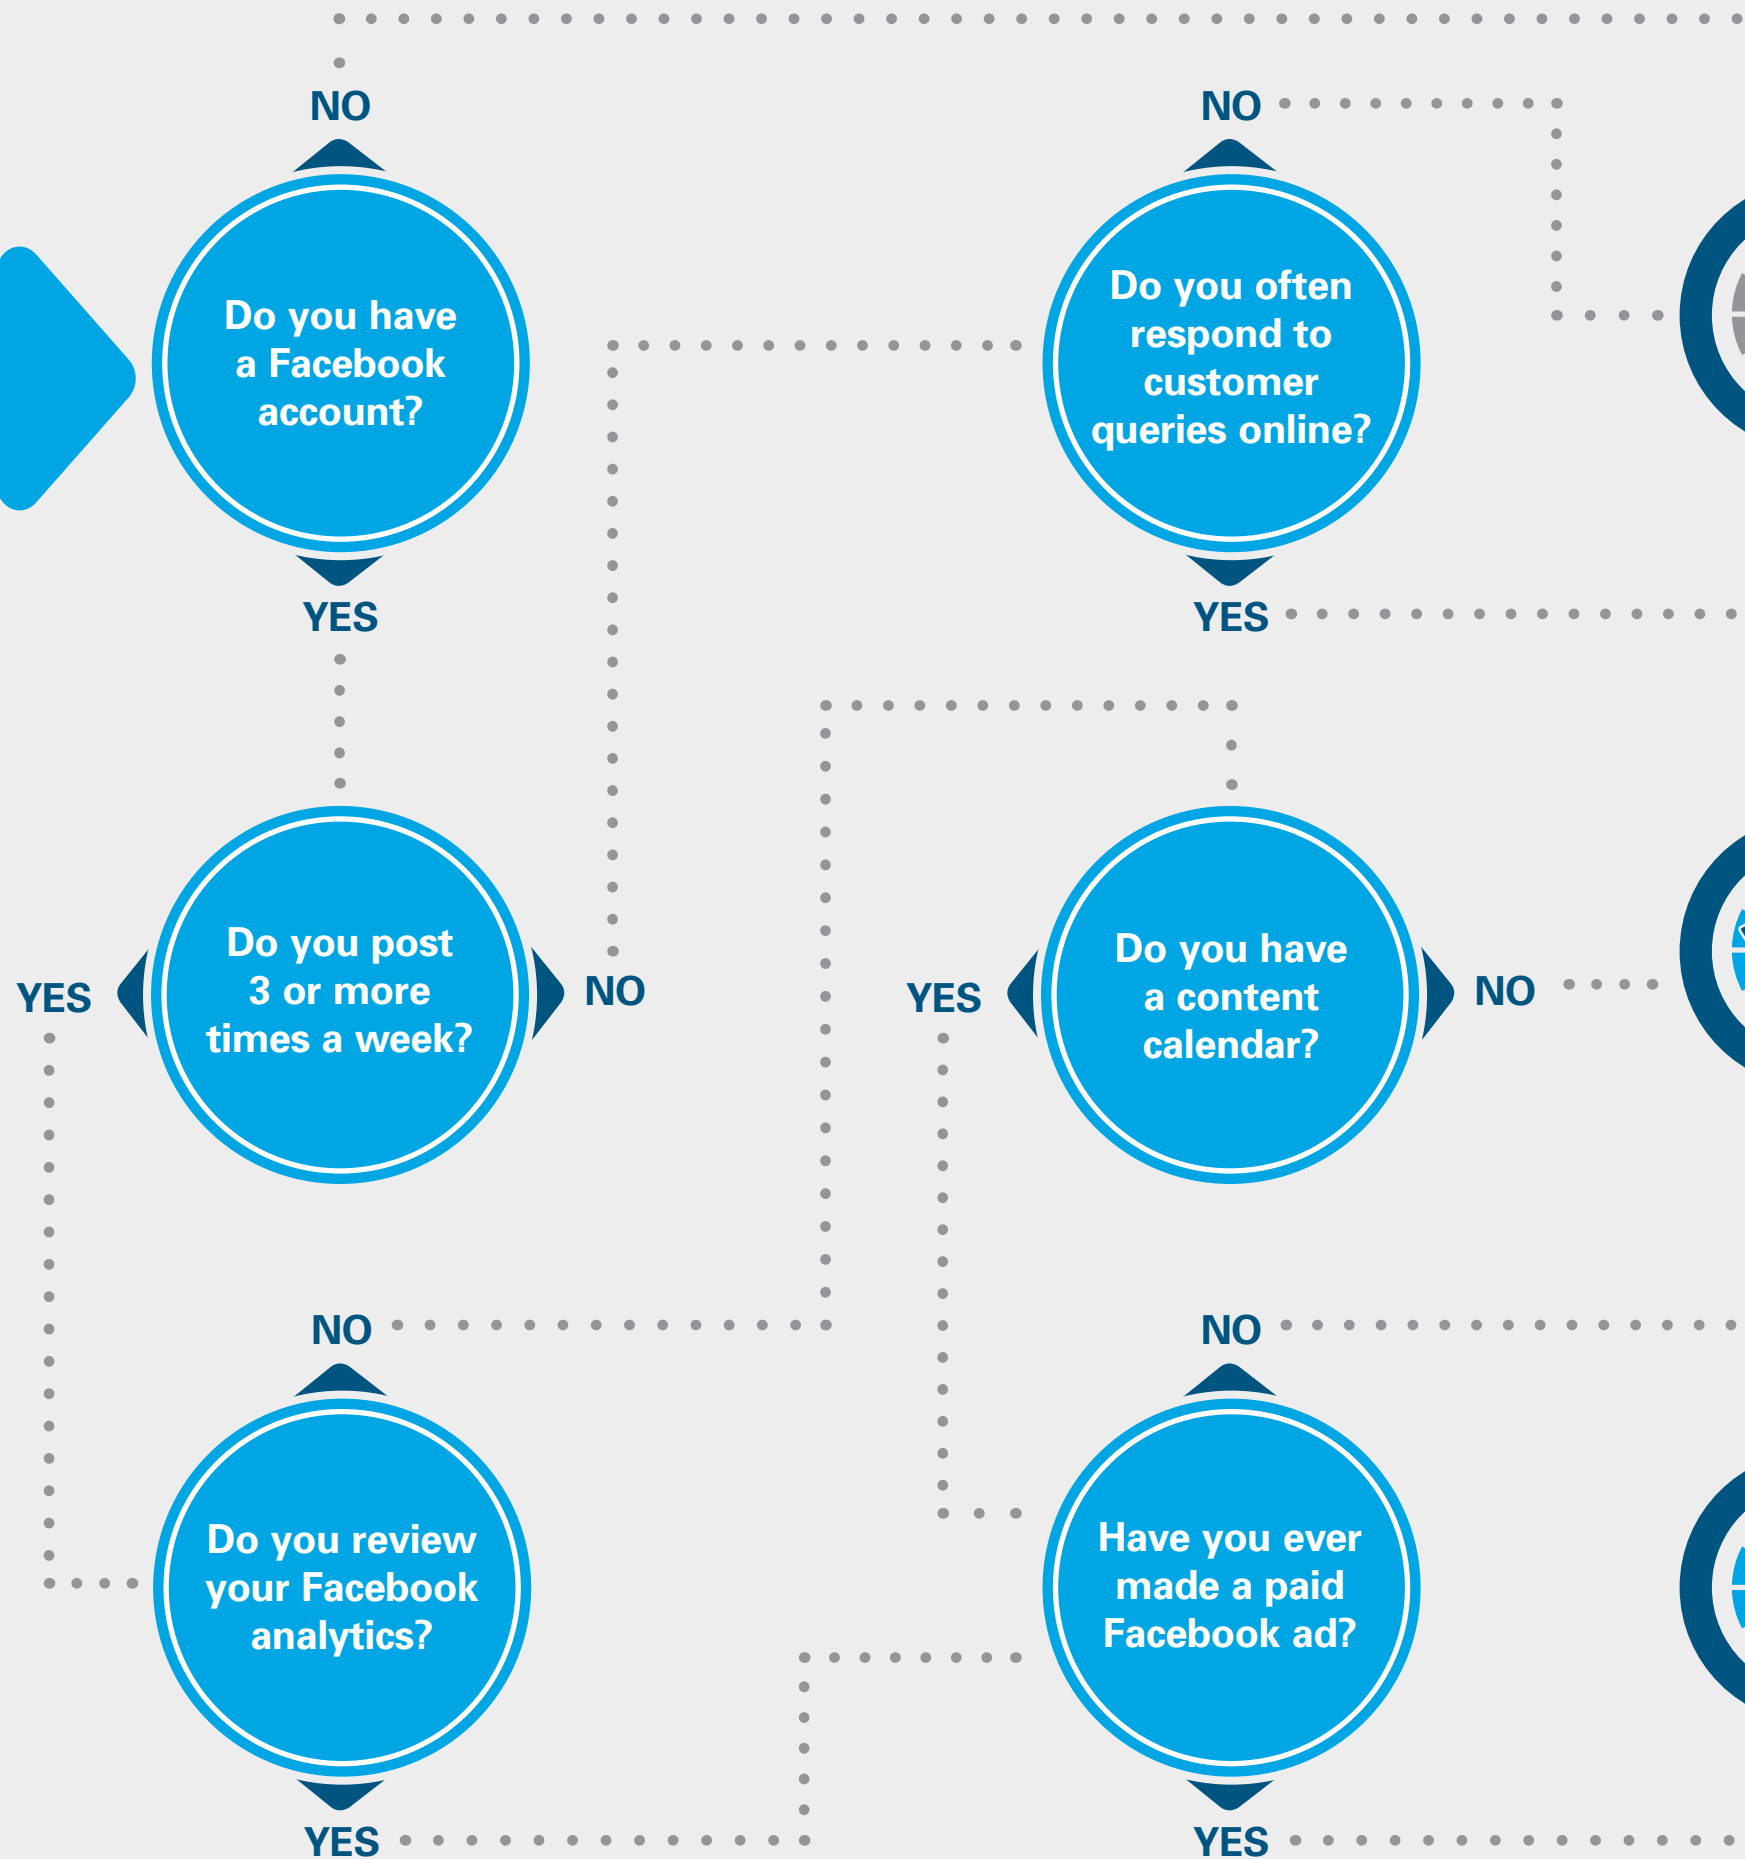 NO
Do you have
a Facebook
account?
YES
NO
Do you often
respond to
customer
queries online?
YES
YES
Do you post
3 or more
times a week?
NO
YES
Do you have
a content
calendar?
NO
NO
Do you review
your Facebook
analytics?
YES
NO
Have you ever
made a paid
Facebook ad?
YES